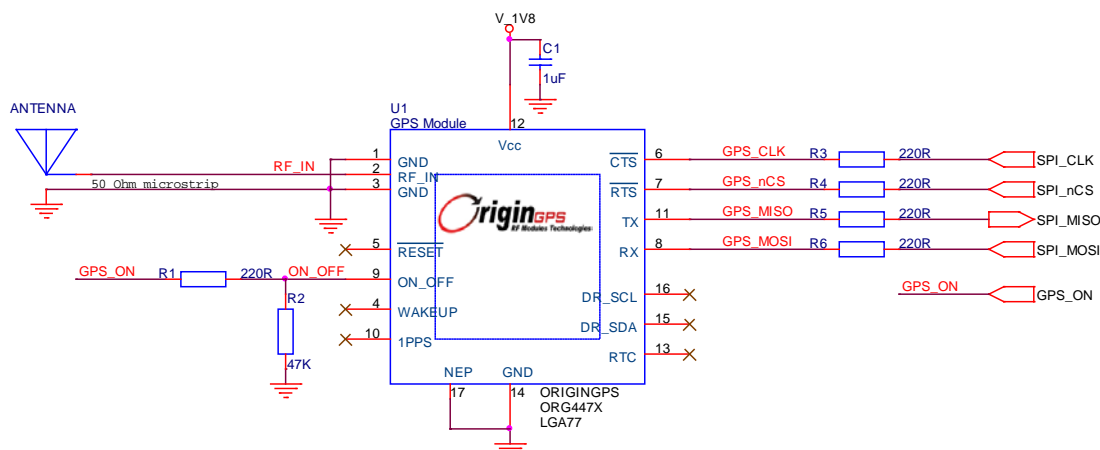 V_1V8
C1
1uF
ANTENNA
U1
GPS Module
12
Vcc
RF_IN
1
GND
2
RF_IN
3
GND
50 Ohm microstrip
6
CTS
GPS_CLK
R3
220R
SPI_CLK
7
RTS
GPS_nCS
R4
220R
SPI_nCS
11
TX
GPS_MISO
R5
220R
SPI_MISO
8
RX
GPS_MOSI
R6
220R
SPI_MOSI
OriginGPS
RF Modules Technologies
5
RESET
GPS_ON
R1
220R
ON_OFF
9
ON_OFF
R2
47K
4
WAKEUP
10
1PPS
16
DR_SCL
15
DR_SDA
13
RTC
GPS_ON
GPS_ON
NEP
GND
17
14
ORIGINGPS
ORG447X
LGA77